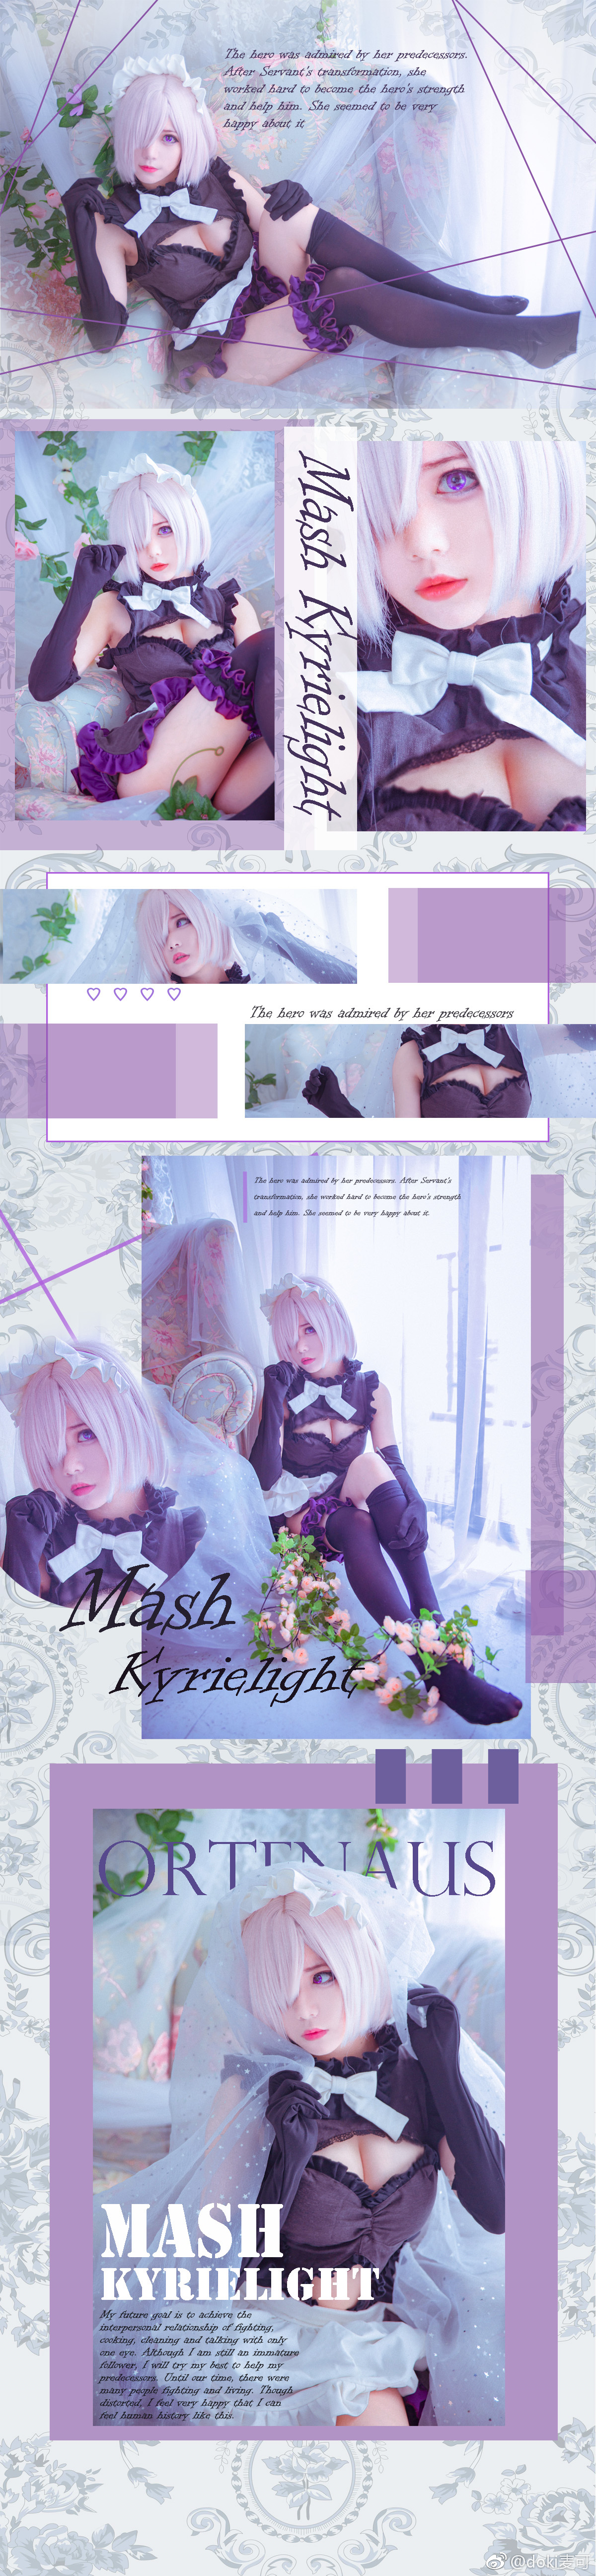 The hero was admired by her predecessors.
After Servant's transformation, she
worked hard to become the hero's strength
and help him. She seemed to be very
happy about it
Mash Kyrielight
The hero was admired by her predecessors
The hero was admired by her predecessors. After Servant's
transformation, she worked hard to become the hero's strength
and help him. She seemed to be very happy about it
Mash
Kyrielight
ORTENAUS
MASH
KYRIELIGHT
My future goal is to achieve the
interpersonal relationship of fighting,
cooking, cleaning and talking with only
one eye. Although I am still an immature
follower, I will try my best to help my
predecessors. Until our time, there were
many people fighting and living. Though
distorted, I feel very happy that I can
feel human history like this.
@doki麦可